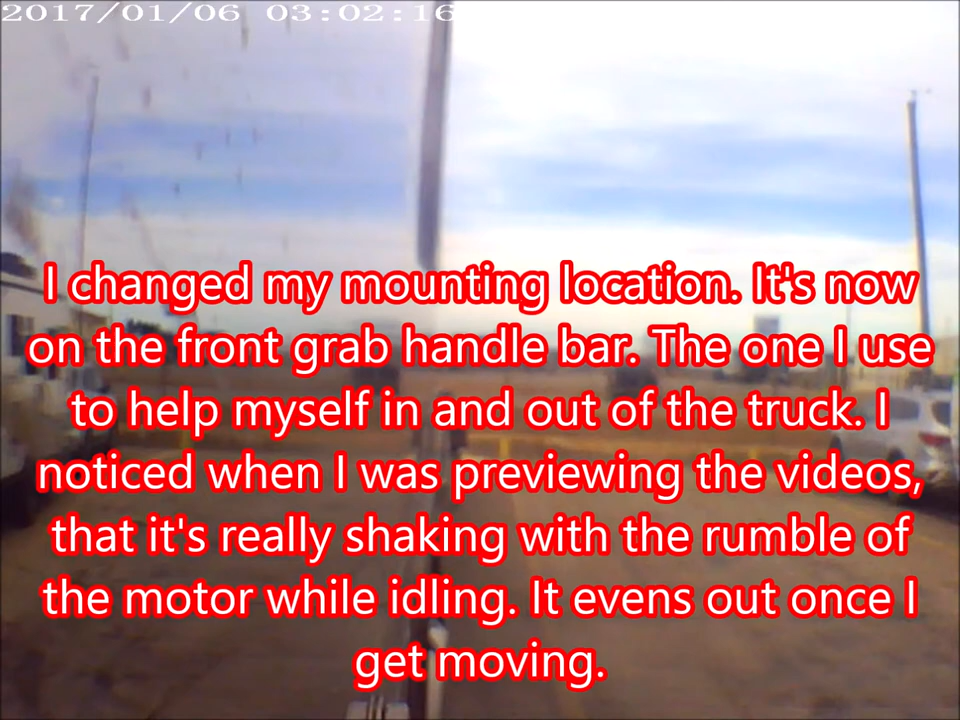 2017/01/06 03:02:16
I changed my mounting location. It's now
on the front grab handle bar. The one I use
to help myself in and out of the truck. I
noticed when I was previewing the videos,
that it's really shaking with the rumble of
the motor while idling. It evens out once I
get moving.